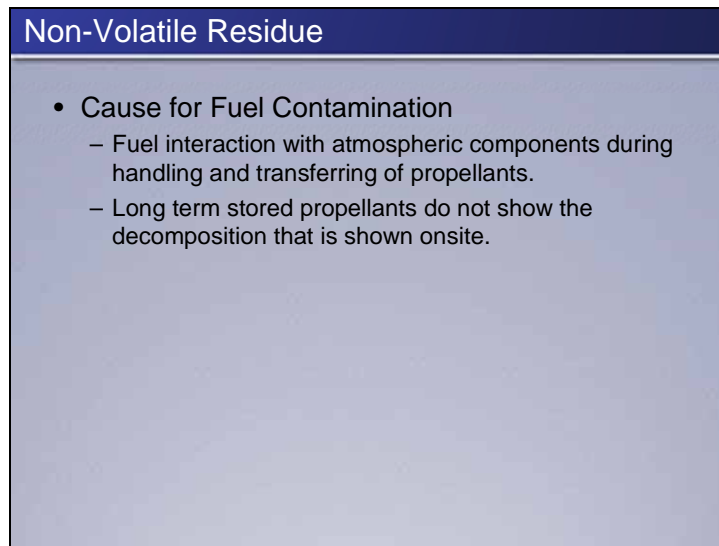 Non-Volatile Residue
• Cause for Fuel Contamination
– Fuel interaction with atmospheric components during
handling and transferring of propellants.
– Long term stored propellants do not show the
decomposition that is shown onsite.